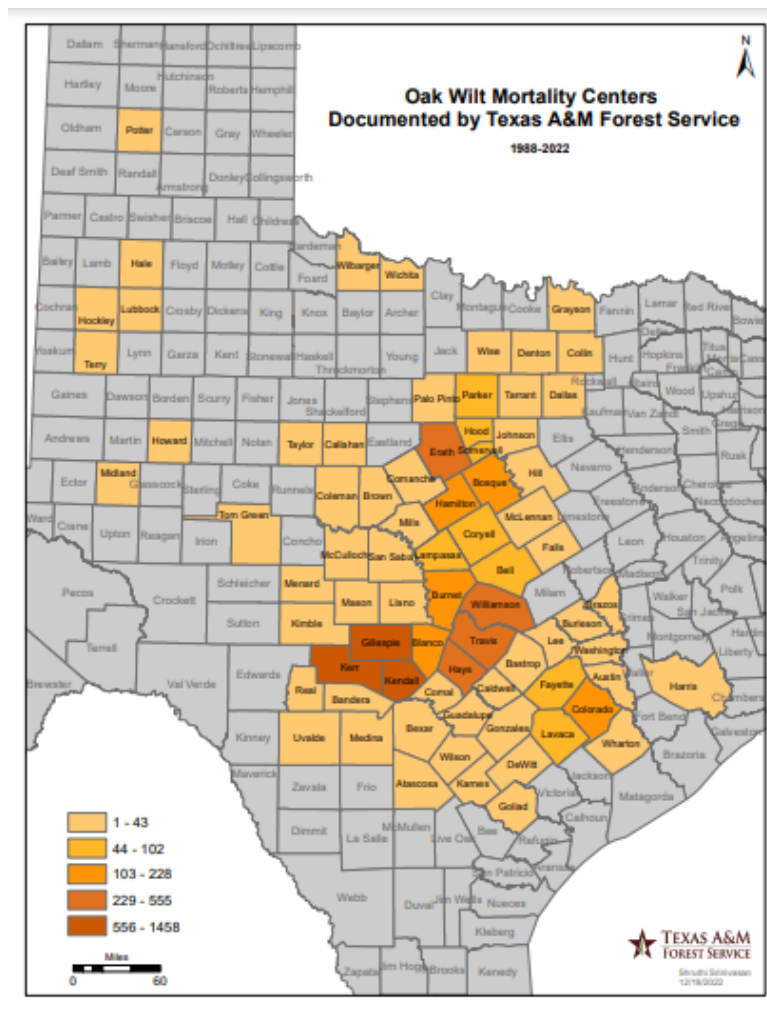 N
Oak Wilt Mortality Centers
Documented by Texas A&M Forest Service
1988-2022
Dallam Sherman Hansford Ochiltree Lipscomb
Hartley Moore Hutchinson Roberts Hemphill
Oldham Potter Carson Gray Wheeler
Deaf Smith Randall Armstrong Donley Collingsworth
Parmer Castro Swisher Briscoe Hall Childress
Hardeman
Bailey Lamb Hale Floyd Motley Cottle Foard Wilbarger Wichita
Clay Montague Cooke Grayson Fannin Lamar Red River Bowie
Cochran Hockley Lubbock Crosby Dickens King Knox Baylor Archer
Yoakum Terry Lynn Garza Kent Stonewall Haskell Throckmorton Young Jack Wise Denton Collin Hunt Hopkins Titus
Gaines Dawson Borden Scurry Fisher Jones Shackelford Stephens Palo Pinto Parker Tarrant Dallas Rockwall Wood Upshur
Kaufman Van Zandt Smith Harrison
Andrews Martin Howard Mitchell Nolan Taylor Callahan Eastland Erath Hood Somervell Johnson Ellis Henderson Rusk
Ector Midland Glasscock Sterling Coke Runnels Coleman Brown Comanche Bosque Hill Navarro Anderson Cherokee Nacogdoches
Hamilton Freestone
Ward Crane Upton Reagan Irion Tom Green Concho Mills McLennan Limestone Houston Angelina
McCulloch San Saba Lampasas Coryell Falls Leon Trinity
Pecos Crockett Schleicher Menard Bell Robertson Madison Polk
Mason Llano Burnet Williamson Milam Brazos Walker San Jacinto
Sutton Kimble Burleson Grimes Montgomery Hardin
Terrell Gillespie Blanco Travis Lee Washington Liberty
Brewster Val Verde Edwards Kerr Kendall Hays Bastrop Austin Waller Harris Chambers
Real Bandera Comal Caldwell Fayette Colorado Fort Bend
Kinney Uvalde Medina Bexar Guadalupe Gonzales Lavaca Wharton Brazoria Galveston
Wilson DeWitt
Maverick Zavala Frio Atascosa Karnes Victoria Jackson Matagorda
Goliad Calhoun
Dimmit La Salle McMullen Live Oak Bee Refugio
Aransas
San Patricio
Webb Duval Jim Wells Nueces
Kleberg
Zapata Jim Hogg Brooks Kenedy
1 - 43
44 - 102
103 - 228
229 - 555
556 - 1458
Miles
0 60
TEXAS A&M
FOREST SERVICE
Shruthi Srinivasan
12/19/2022